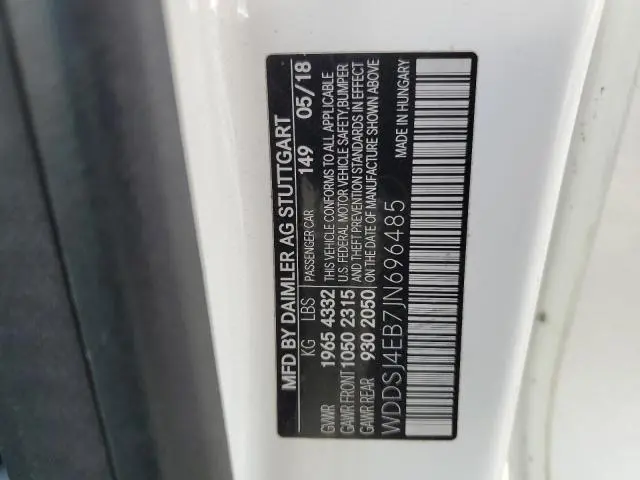 MFD BY DAIMLER AG STUTTGART
KG LBS PASSENGER CAR 149 05/18
GVWR 1965 4332 THIS VEHICLE CONFORMS TO ALL APPLICABLE
GAWR FRONT 1050 2315 U.S. FEDERAL MOTOR VEHICLE SAFETY,BUMPER
AND THEFT PREVENTION STANDARDS IN EFFECT
GAWR REAR 930 2050 ON THE DATE OF MANUFACTURE SHOWN ABOVE
MADE IN HUNGARY
WDDSJ4EB7JN696485